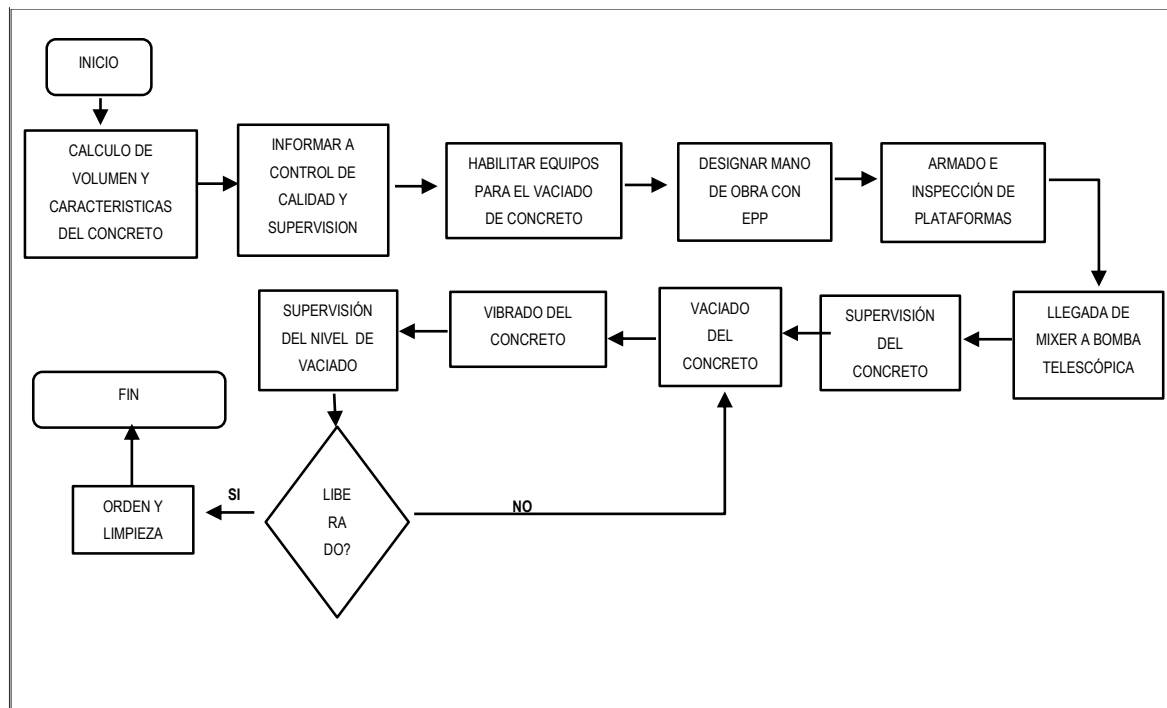 INICIO
CALCULO DE
VOLUMEN Y
CARACTERISTICAS
DEL CONCRETO
INFORMAR A
CONTROL DE
CALIDAD Y
SUPERVISION
HABILITAR EQUIPOS
PARA EL VACIADO
DE CONCRETO
DESIGNAR MANO
DE OBRA CON
EPP
ARMADO E
INSPECCIÓN DE
PLATAFORMAS
LLEGADA DE
MIXER A BOMBA
TELESCÓPICA
SUPERVISIÓN
DEL
CONCRETO
VACIADO
DEL
CONCRETO
VIBRADO DEL
CONCRETO
SUPERVISIÓN
DEL NIVEL DE
VACIADO
LIBE
RA
DO?
NO
SI
ORDEN Y
LIMPIEZA
FIN